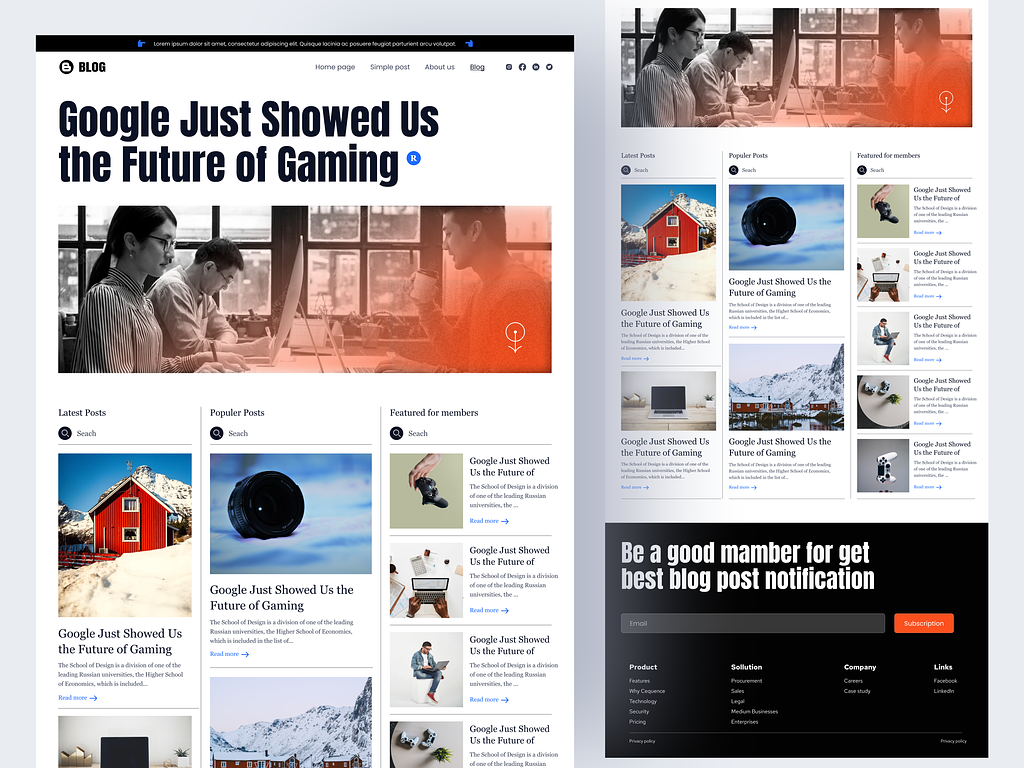 Lorem ipsum dolor sit amet, consectetur adipiscing elit. Quisque lacinia ac posuere feugiat parturient arcu volutpat.
BLOG
Home page
Simple post
About us
Blog
Google Just Showed Us
the Future of Gaming R
Latest Posts
Seach
Google Just Showed Us
the Future of Gaming
The School of Design is a division of one of the
leading Russian universities, the Higher School
of Economics, which is included...
Read more
Populer Posts
Seach
Google Just Showed Us the
Future of Gaming
The School of Design is a division of one of the leading
Russian universities, the Higher School of Economics,
which is included in the list of...
Read more
Featured for members
Seach
Google Just Showed
Us the Future of
The School of Design is a division
of one of the leading Russian
universities, the ...
Read more
Google Just Showed
Us the Future of
The School of Design is a division
of one of the leading Russian
universities, the ...
Read more
Google Just Showed
Us the Future of
The School of Design is a division
of one of the leading Russian
universities, the ...
Read more
Google Just Showed
Us the Future of
The School of Design is a division
of one of the leading Russian
Latest Posts
Seach
Google Just Showed Us
the Future of Gaming
The School of Design is a division of one of the
leading Russian universities, the Higher School
of Economics, which is included...
Read more
Google Just Showed Us
the Future of Gaming
The School of Design is a division of one of the
leading Russian universities, the Higher School
of Economics, which is included...
Read more
Populer Posts
Seach
Google Just Showed Us the
Future of Gaming
The School of Design is a division of one of the leading
Russian universities, the Higher School of Economics,
which is included in the list of...
Read more
Google Just Showed Us the
Future of Gaming
The School of Design is a division of one of the leading
Russian universities, the Higher School of Economics,
which is included in the list of...
Read more
Featured for members
Seach
Google Just Showed
Us the Future of
The School of Design is a division
of one of the leading Russian
universities, the ...
Read more
Google Just Showed
Us the Future of
The School of Design is a division
of one of the leading Russian
universities, the ...
Read more
Google Just Showed
Us the Future of
The School of Design is a division
of one of the leading Russian
universities, the ...
Read more
Google Just Showed
Us the Future of
The School of Design is a division
of one of the leading Russian
universities, the ...
Read more
Google Just Showed
Us the Future of
The School of Design is a division
of one of the leading Russian
universities, the ...
Read more
Be a good mamber for get
best blog post notification
Email
Subscription
Product
Features
Why Cequence
Technology
Security
Pricing
Sollution
Procurement
Sales
Legal
Medium Businesses
Enterprises
Company
Careers
Case study
Links
Facebook
LinkedIn
Privacy policy
Privacy policy